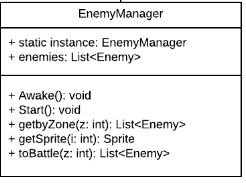 EnemyManager
+ static instance: EnemyManager
+ enemies: List<Enemy>
+ Awake(): void
+ Start(): void
+ getbyZone(z: int): List<Enemy>
+ getSprite(i: int): Sprite
+ toBattle(z: int): List<Enemy>